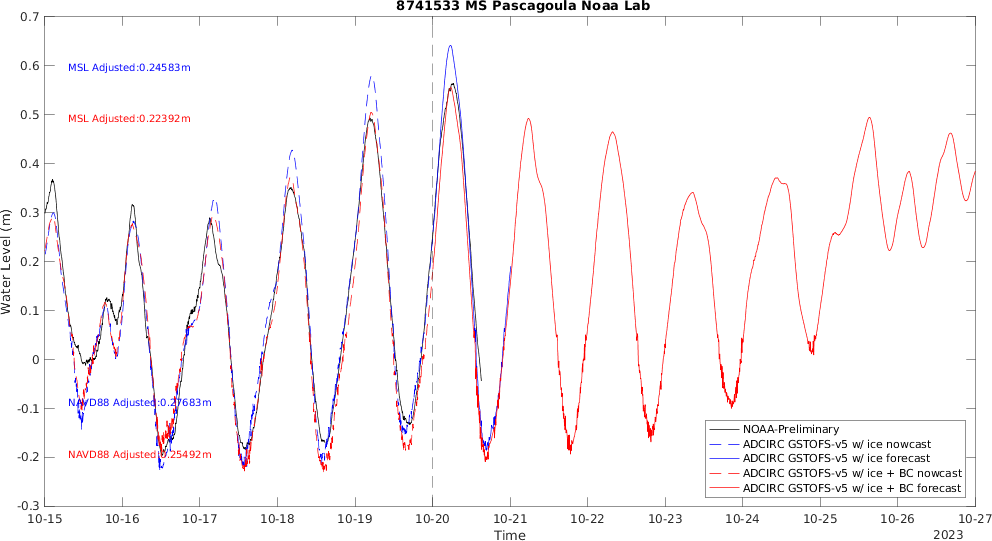 8741533 MS Pascagoula Noaa Lab
0.7
0.6
0.5
0.4
0.3
0.2
0.1
0
-0.1
-0.2
-0.3
Water Level (m)
MSL Adjusted:0.24583m
MSL Adjusted:0.22392m
NAVD88 Adjusted:0.27683m
NAVD88 Adjusted:0.25492m
NOAA-Preliminary
ADCIRC GSTOFS-v5 w/ ice nowcast
ADCIRC GSTOFS-v5 w/ ice forecast
ADCIRC GSTOFS-v5 w/ ice + BC nowcast
ADCIRC GSTOFS-v5 w/ ice + BC forecast
10-15 10-16 10-17 10-18 10-19 10-20 10-21 10-22 10-23 10-24 10-25 10-26 10-27
Time
2023